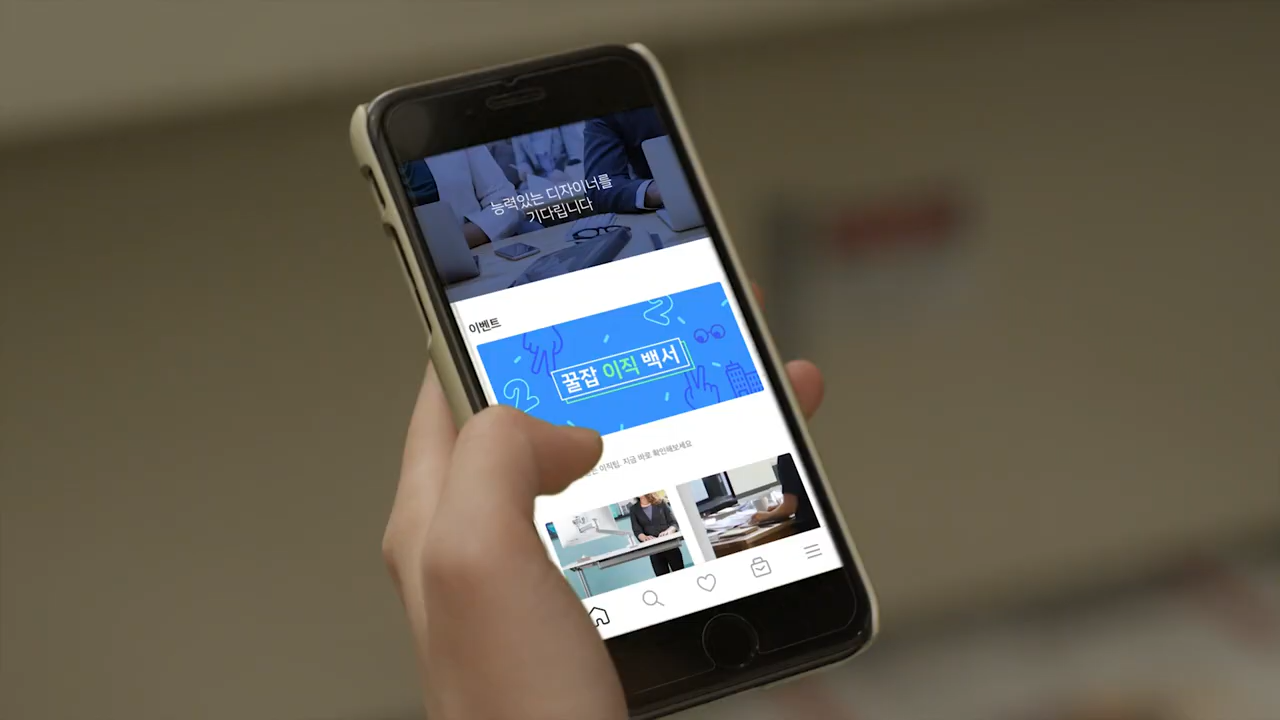 능력있는 디자이너를
기다립니다
이벤트
꿀잡 이직 백서
이직팁. 지금 바로 확인해보세요